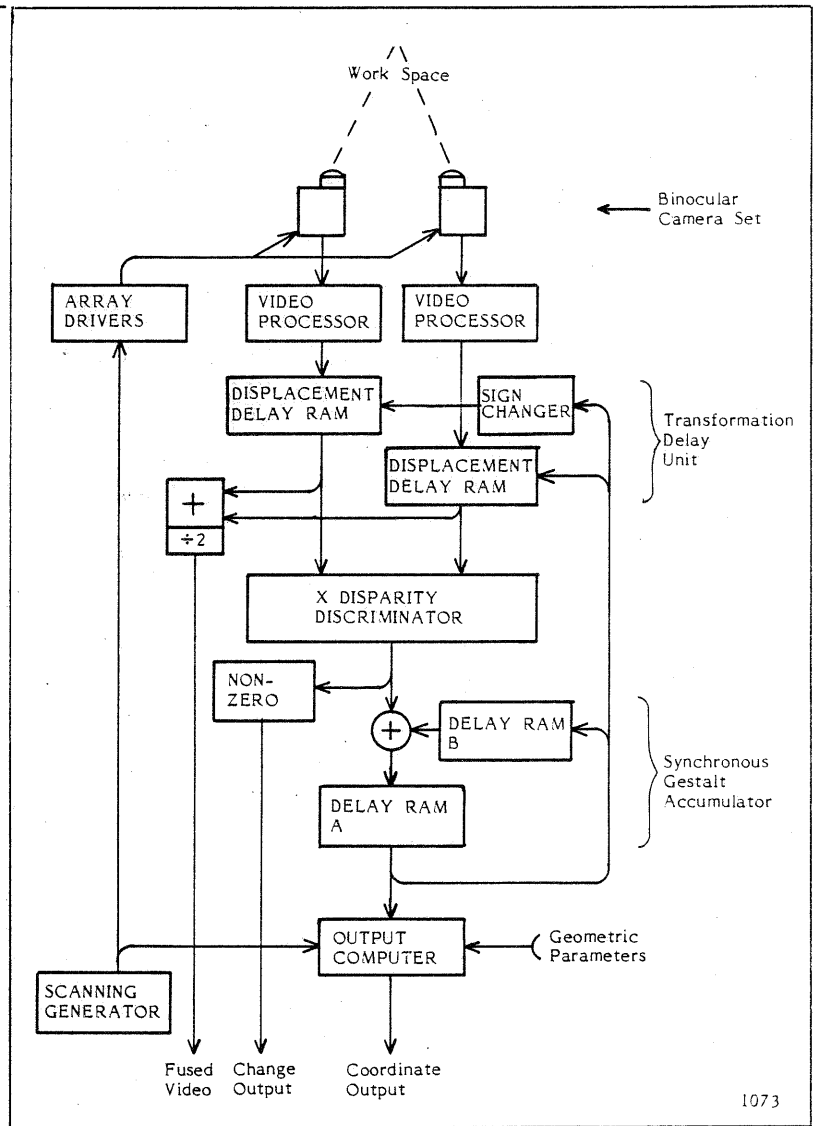 Work Space
Binocular
Camera Set
ARRAY
DRIVERS
VIDEO
PROCESSOR
VIDEO
PROCESSOR
DISPLACEMENT
DELAY RAM
SIGN
CHANGER
Transformation
Delay
Unit
DISPLACEMENT
DELAY RAM
+
÷2
X DISPARITY
DISCRIMINATOR
NON-
ZERO
+
DELAY RAM
B
Synchronous
Gestalt
Accumulator
DELAY RAM
A
OUTPUT
COMPUTER
Geometric
Parameters
SCANNING
GENERATOR
Fused
Video
Change
Output
Coordinate
Output
1073